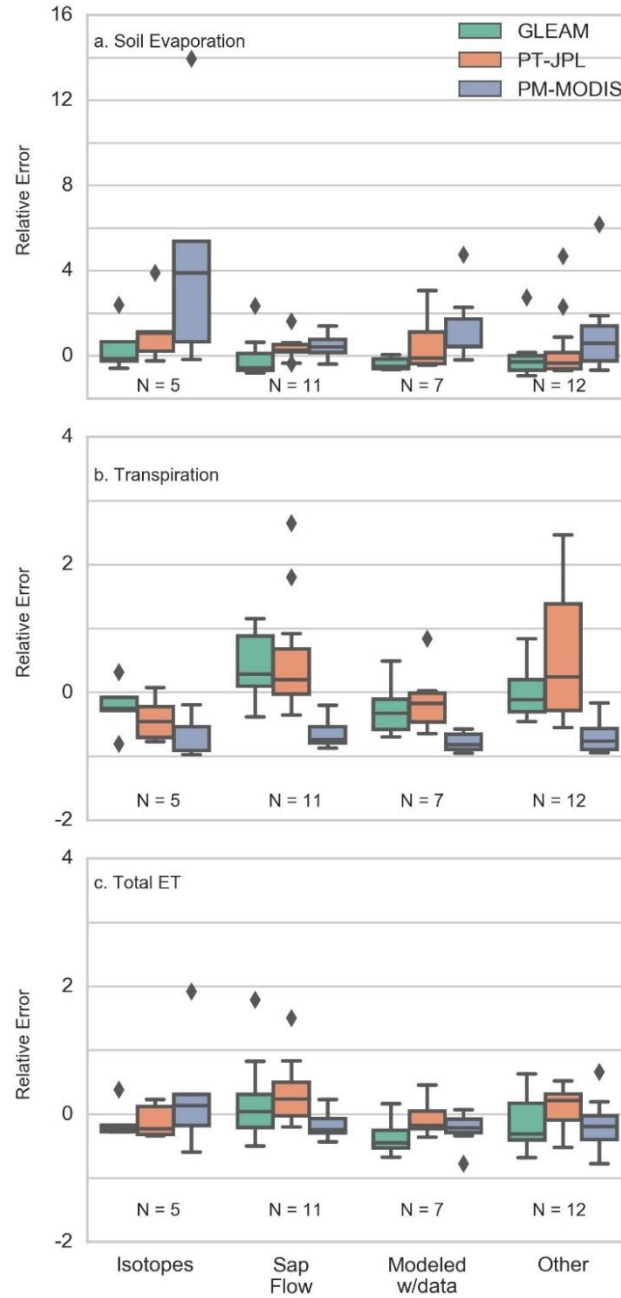 16
a. Soil Evaporation
GLEAM
PT-JPL
PM-MODIS
12
Relative Error
8
4
0
N = 5
N = 11
N = 7
N = 12
4
b. Transpiration
2
Relative Error
0
N = 5
N = 11
N = 7
N = 12
-2
4
c. Total ET
2
Relative Error
0
N = 5
N = 11
N = 7
N = 12
-2
Isotopes
Sap
Flow
Modeled
w/data
Other